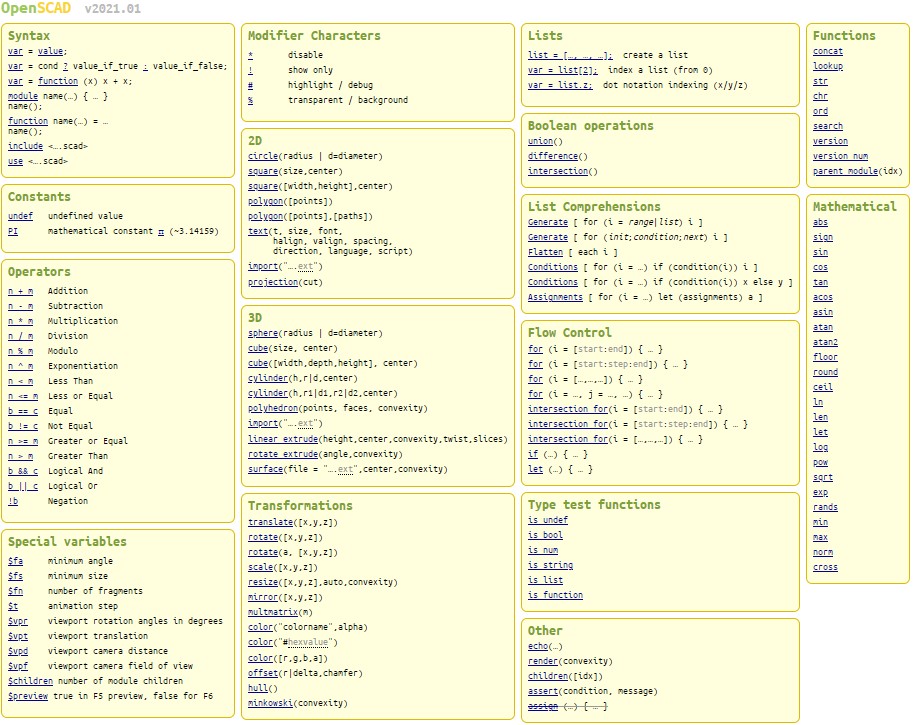 OpenSCAD v2021.01
Syntax
var = value;
var = cond ? value_if_true : value_if_false;
var = function (x) x + x;
module name(…) { … }
name();
function name(…) = …
name();
include <….scad>
use <….scad>
Constants
undef undefined value
PI mathematical constant π (~3.14159)
Operators
n + m Addition
n - m Subtraction
n * m Multiplication
n / m Division
n % m Modulo
n ^ m Exponentiation
n < m Less Than
n <= m Less or Equal
b == c Equal
b != c Not Equal
n >= m Greater or Equal
n > m Greater Than
b && c Logical And
b || c Logical Or
!b Negation
Special variables
$fa minimum angle
$fs minimum size
$fn number of fragments
$t animation step
$vpr viewport rotation angles in degrees
$vpt viewport translation
$vpd viewport camera distance
$vpf viewport camera field of view
$children number of module children
$preview true in F5 preview, false for F6
Modifier Characters
* disable
! show only
# highlight / debug
% transparent / background
2D
circle(radius | d=diameter)
square(size,center)
square([width,height],center)
polygon([points])
polygon([points],[paths])
text(t, size, font,
halign, valign, spacing,
direction, language, script)
import("….ext")
projection(cut)
3D
sphere(radius | d=diameter)
cube(size, center)
cube([width,depth,height], center)
cylinder(h,r|d,center)
cylinder(h,r1|d1,r2|d2,center)
polyhedron(points, faces, convexity)
import("….ext")
linear_extrude(height,center,convexity,twist,slices)
rotate_extrude(angle,convexity)
surface(file = "….ext",center,convexity)
Transformations
translate([x,y,z])
rotate([x,y,z])
rotate(a, [x,y,z])
scale([x,y,z])
resize([x,y,z],auto,convexity)
mirror([x,y,z])
multmatrix(m)
color("colorname",alpha)
color("#hexvalue")
color([r,g,b,a])
offset(r|delta,chamfer)
hull()
minkowski(convexity)
Lists
list = […, …, …]; create a list
var = list[2]; index a list (from 0)
var = list.z; dot notation indexing (x/y/z)
Boolean operations
union()
difference()
intersection()
List Comprehensions
Generate [ for (i = range|list) i ]
Generate [ for (init;condition;next) i ]
Flatten [ each i ]
Conditions [ for (i = …) if (condition(i)) i ]
Conditions [ for (i = …) if (condition(i)) x else y ]
Assignments [ for (i = …) let (assignments) a ]
Flow Control
for (i = [start:end]) { … }
for (i = [start:step:end]) { … }
for (i = […,…,…]) { … }
for (i = …, j = …, …) { … }
intersection_for(i = [start:end]) { … }
intersection_for(i = [start:step:end]) { … }
intersection_for(i = […,…,…]) { … }
if (…) { … }
let (…) { … }
Type test functions
is_undef
is_bool
is_num
is_string
is_list
is_function
Other
echo(…)
render(convexity)
children([idx])
assert(condition, message)
assign (…) { … }
Functions
concat
lookup
str
chr
ord
search
version
version_num
parent_module(idx)
Mathematical
abs
sign
sin
cos
tan
acos
asin
atan
atan2
floor
round
ceil
ln
len
let
log
pow
sqrt
exp
rands
min
max
norm
cross